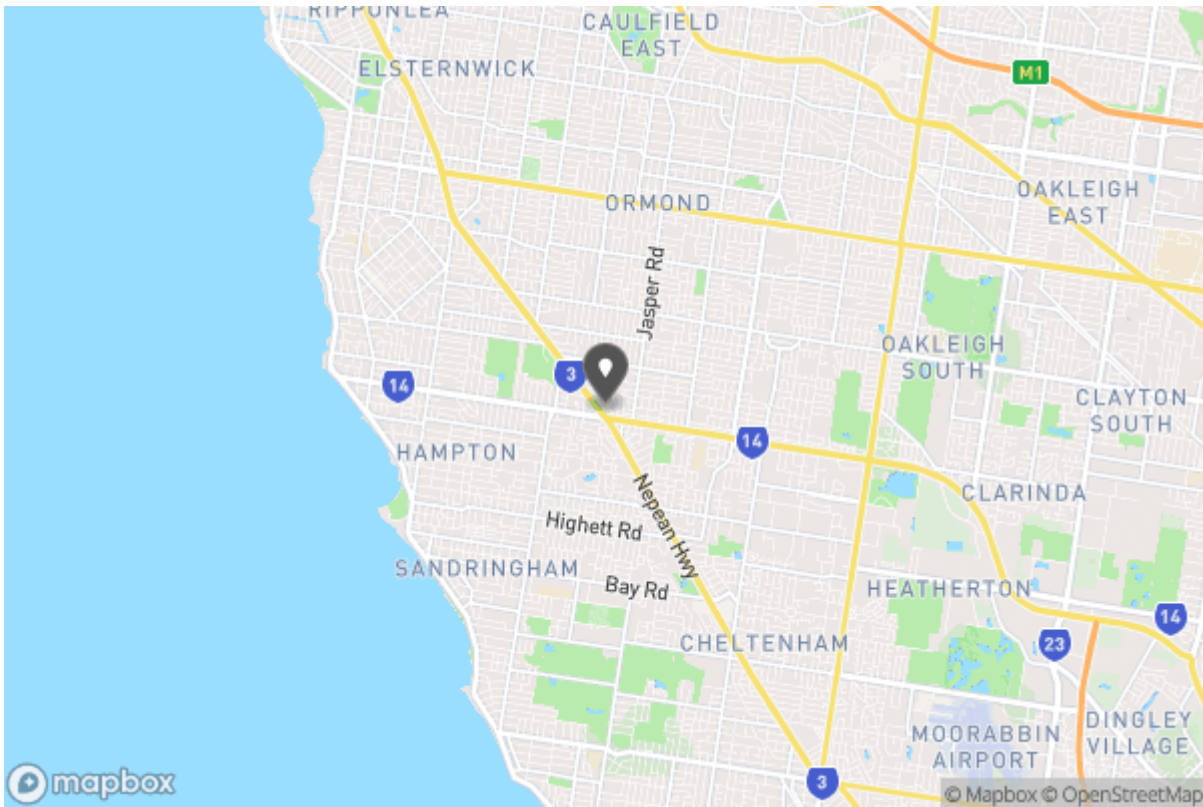 RIPPONLEA
CAULFIELD
EAST
ELSTERNWICK
M1
ORMOND
OAKLEIGH
EAST
Jasper Rd
OAKLEIGH
SOUTH
3
14
CLAYTON
SOUTH
HAMPTON
14
CLARINDA
Nepean Hwy
Highett Rd
SANDRINGHAM
Bay Rd
HEATHERTON
14
CHELTENHAM
23
MOORABBIN
AIRPORT
DINGLEY
VILLAGE
3
mapbox
© Mapbox © OpenStreetMap